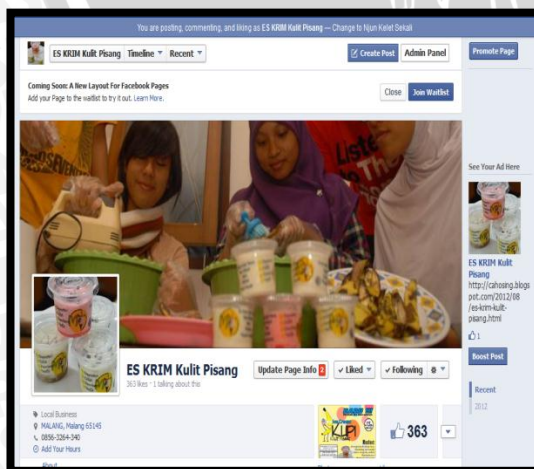 You are posting, commenting, and liking as ES KRIM Kulit Pisang — Change to Njun Kelet Sekali
ES KRIM Kulit Pisang Timeline Recent Create Post Admin Panel
Promote Page
Coming Soon: A New Layout For Facebook Pages
Add your Page to the waitlist to try it out. Learn More.
Close Join Waitlist
See Your Ad Here
ES KRIM Kulit
Pisang
http://cahosing.blogs
pot.com/2012/08
/es-krim-kulit-
pisang.html
1
Boost Post
Recent
2012
ES KRIM Kulit Pisang
363 likes · 1 talking about this
Update Page Info 2 Liked Following
Local Business
MALANG, Malang 65145
0856-3264-340
Add Your Hours
About
KUPI
363